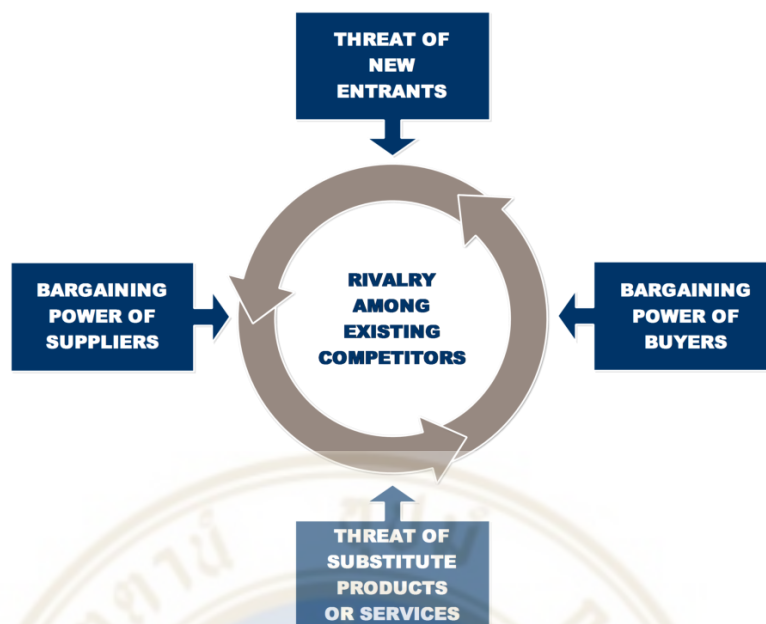 THREAT OF
NEW
ENTRANTS
BARGAINING
POWER OF
SUPPLIERS
RIVALRY
AMONG
EXISTING
COMPETITORS
BARGAINING
POWER OF
BUYERS
THREAT OF
SUBSTITUTE
PRODUCTS
OR SERVICES